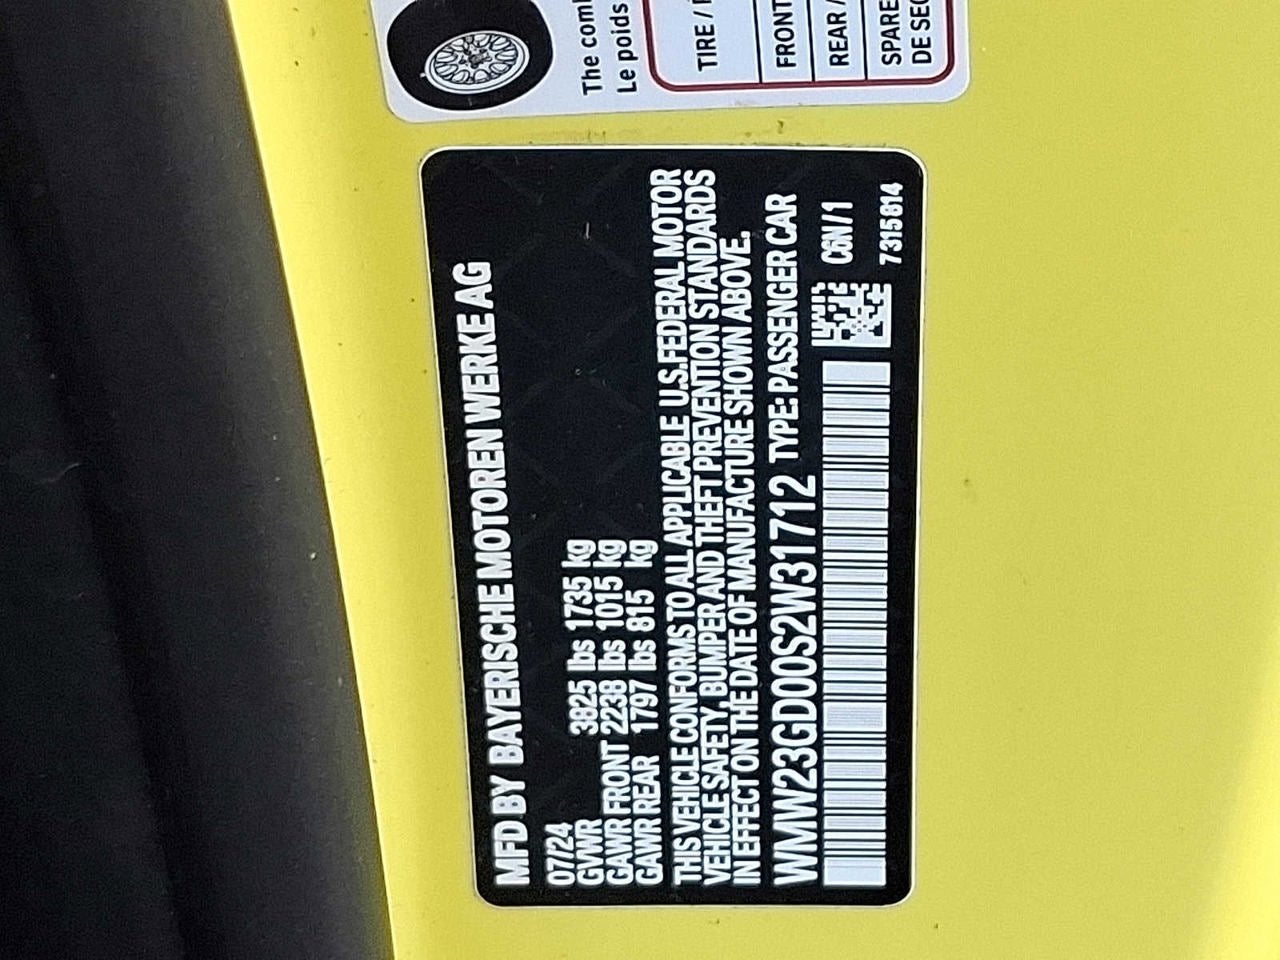 The
Le poids
TIRE /
FRONT
REAR /
SPARE
DE
MFD BY BAYERISCHE MOTOREN WERKE AG
07/24
GVWR 3825 lbs 1735 kg
GAWR FRONT 2238 lbs 1015 kg
GAWR REAR 1797 lbs 815 kg
THIS VEHICLE CONFORMS TO ALL APPLICABLE U.S.FEDERAL MOTOR
VEHICLE SAFETY, BUMPER AND THEFT PREVENTION STANDARDS
IN EFFECT ON THE DATE OF MANUFACTURE SHOWN ABOVE.
WMW23GD00S2W31712 TYPE: PASSENGER CAR
C6N/1
7315814